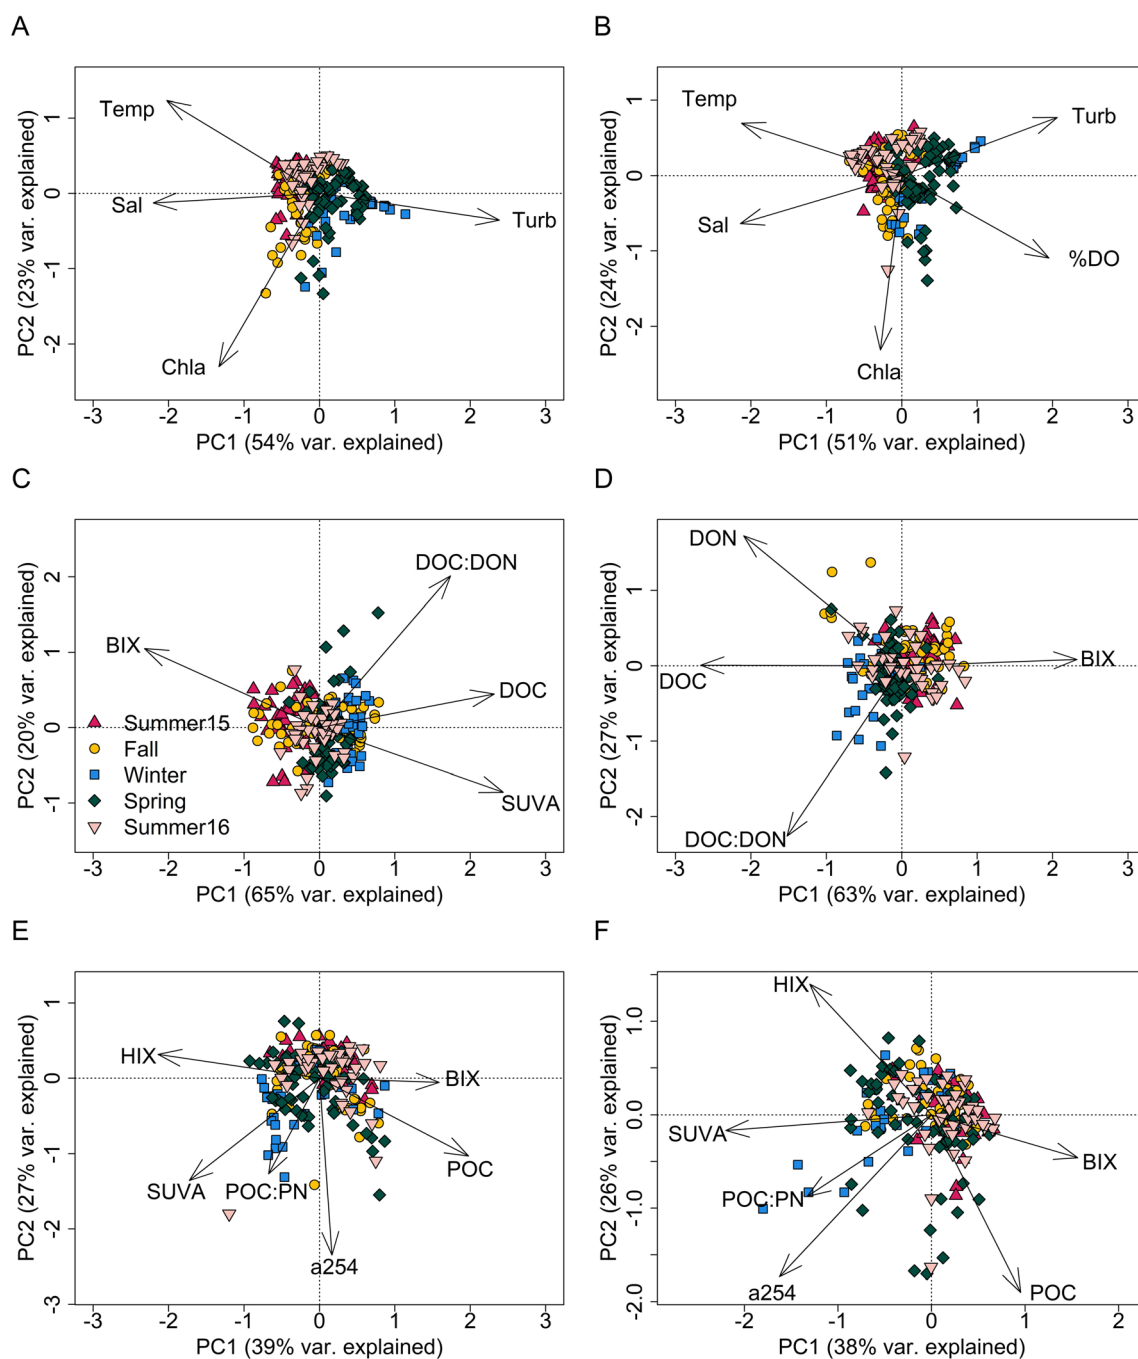 A
B
Temp
Sal
Turb
Chla
PC2 (23% var. explained)
1
0
-1
-2
-3
-2
-1
0
1
2
3
PC1 (54% var. explained)
Temp
Turb
Sal
%DO
Chla
PC2 (24% var. explained)
1
0
-1
-2
-3
-2
-1
0
1
2
3
PC1 (51% var. explained)
C
D
DOC:DON
BIX
DOC
SUVA
Summer15
Fall
Winter
Spring
Summer16
PC2 (20% var. explained)
2
1
0
-1
-3
-2
-1
0
1
2
3
PC1 (65% var. explained)
DON
BIX
DOC
DOC:DON
PC2 (27% var. explained)
1
0
-1
-2
-3
-2
-1
0
1
2
3
PC1 (63% var. explained)
E
F
HIX
BIX
POC
SUVA
POC:PN
a254
PC2 (27% var. explained)
1
0
-1
-2
-3
-3
-2
-1
0
1
2
3
PC1 (39% var. explained)
HIX
SUVA
BIX
POC:PN
a254
POC
PC2 (26% var. explained)
1.0
0.0
-1.0
-2.0
-2
-1
0
1
2
PC1 (38% var. explained)